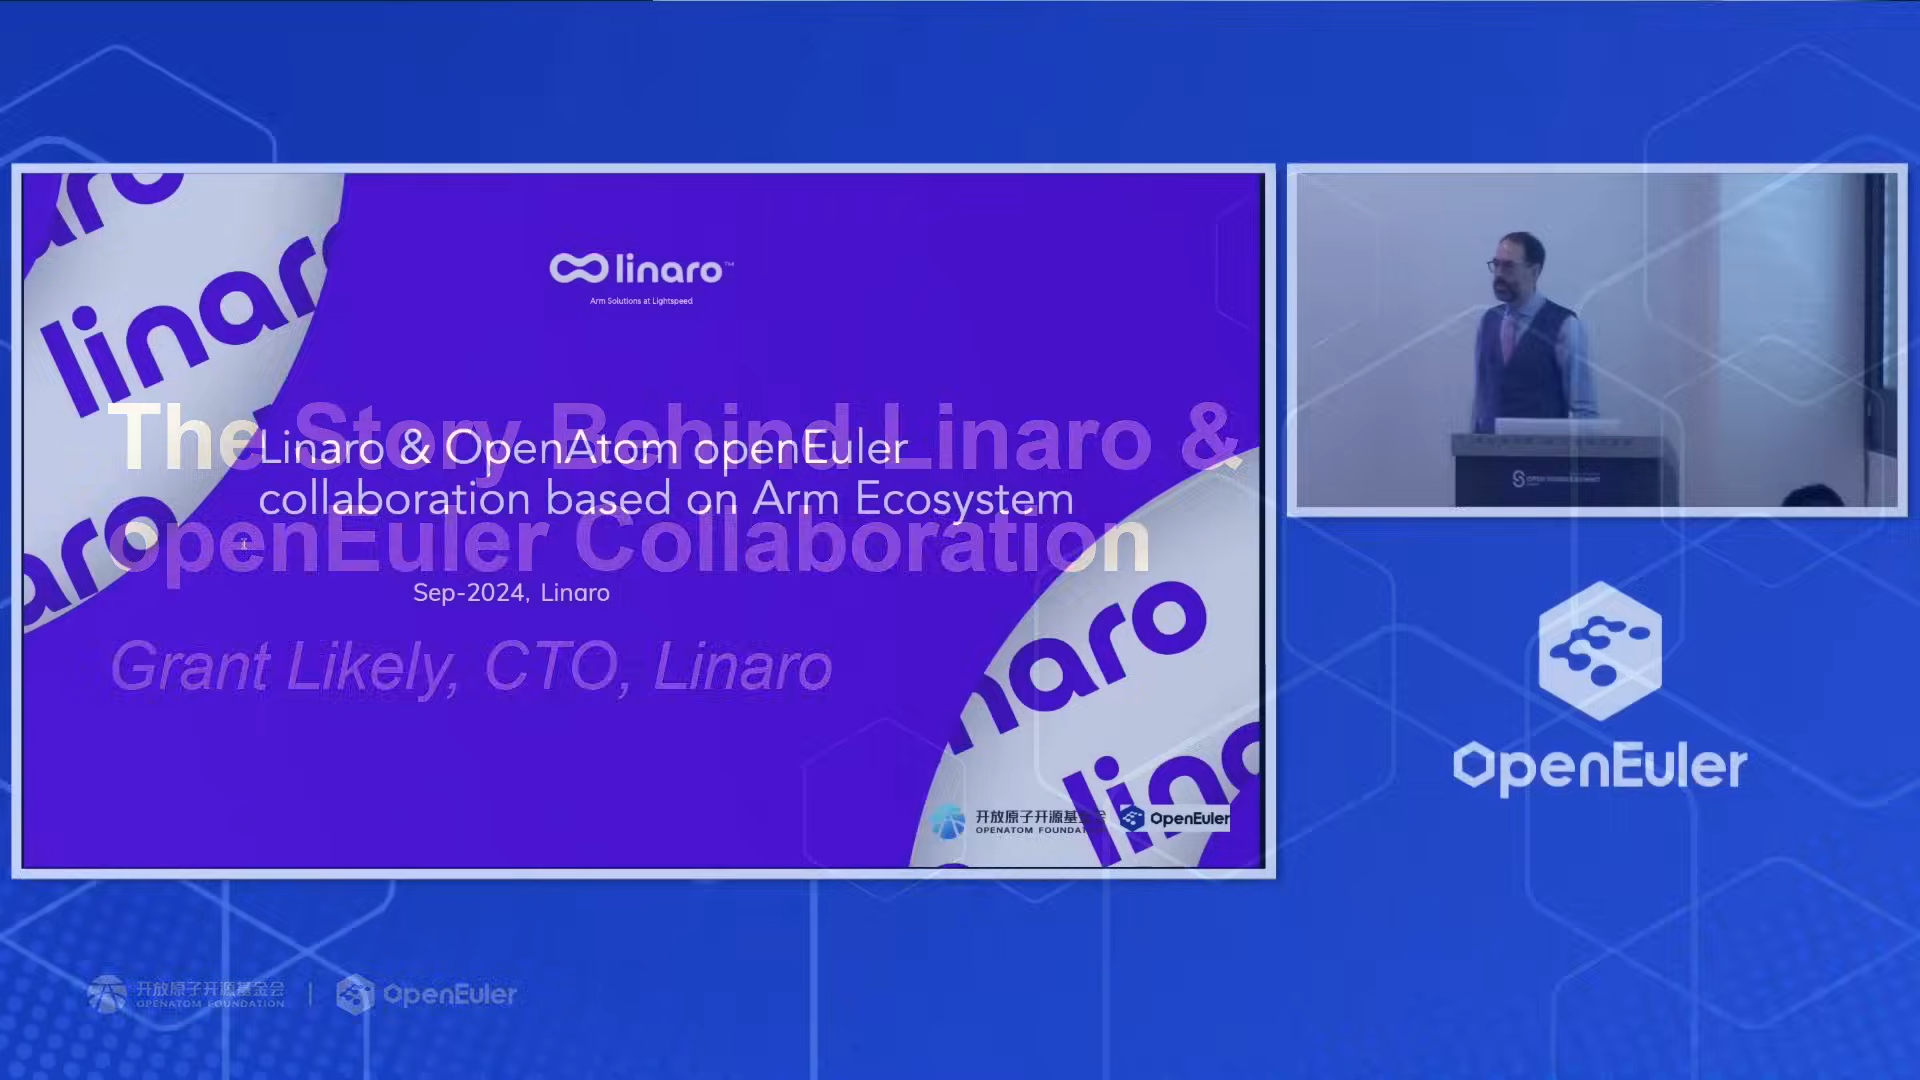 linaro
linaro™
Arm Solutions at Lightspeed
The Story Behind Linaro &
openEuler Collaboration
Grant Likely, CTO, Linaro
Linaro & OpenAtom openEuler
collaboration based on Arm Ecosystem
Sep-2024, Linaro
开放原子开源基金会
OPENATOM FOUNDATION
OpenEuler
OpenEuler
开放原子开源基金会
OPENATOM FOUNDATION
OpenEuler